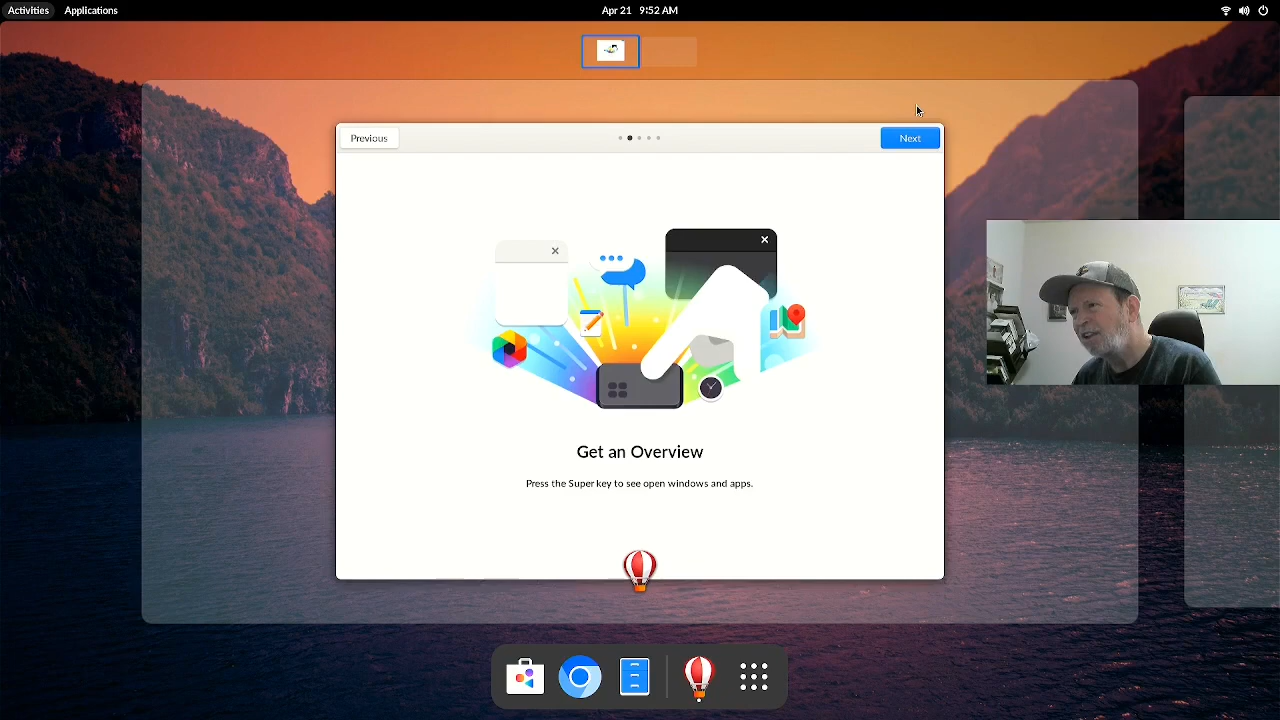 Activities Applications Apr 21 9:52 AM
Previous Next
Get an Overview
Press the Super key to see open windows and apps.